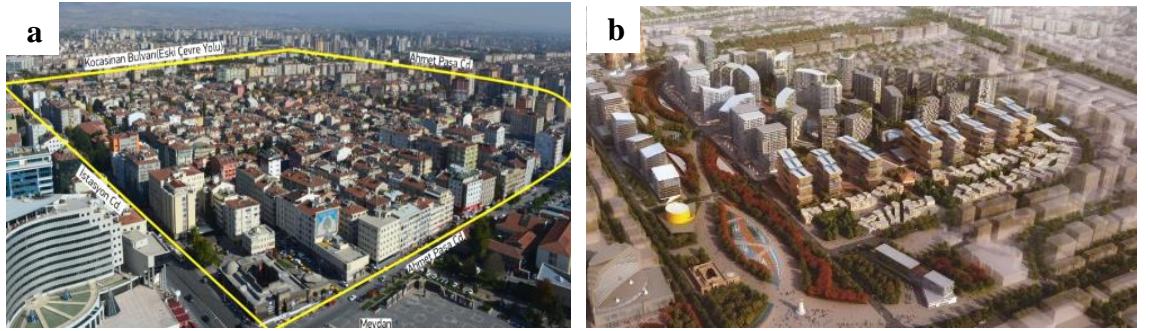 a
b
Kocasinan Bulvarı(Eski Çevre Yolu)
Ahmet Paşa Cd
İstasyon Cd.
Ahmet Paşa Cd
Meydan